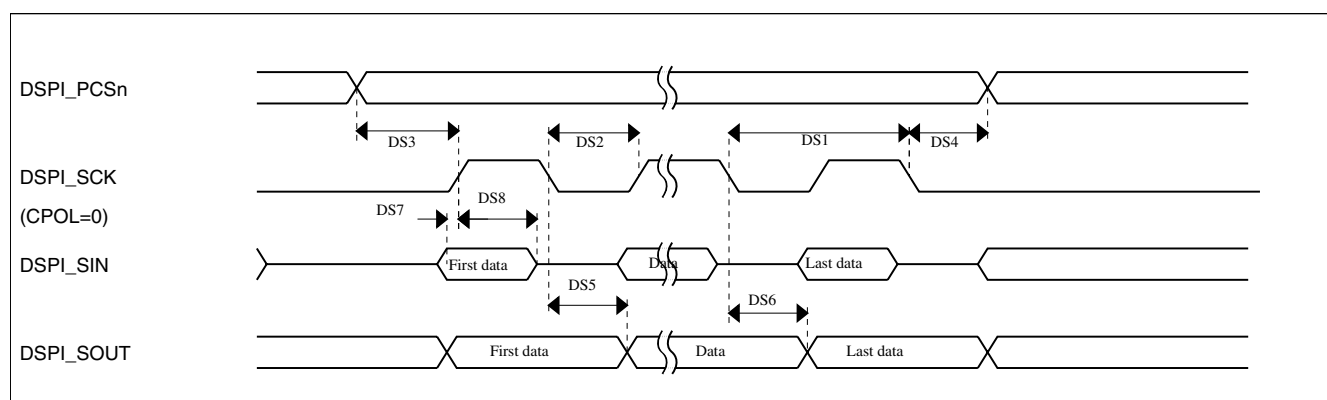 DSPI_PCSn
DS3
DS2
DS1
DS4
DSPI_SCK
(CPOL=0)
DS7
DS8
DSPI_SIN
First data
Data
Last data
DS5
DS6
DSPI_SOUT
First data
Data
Last data